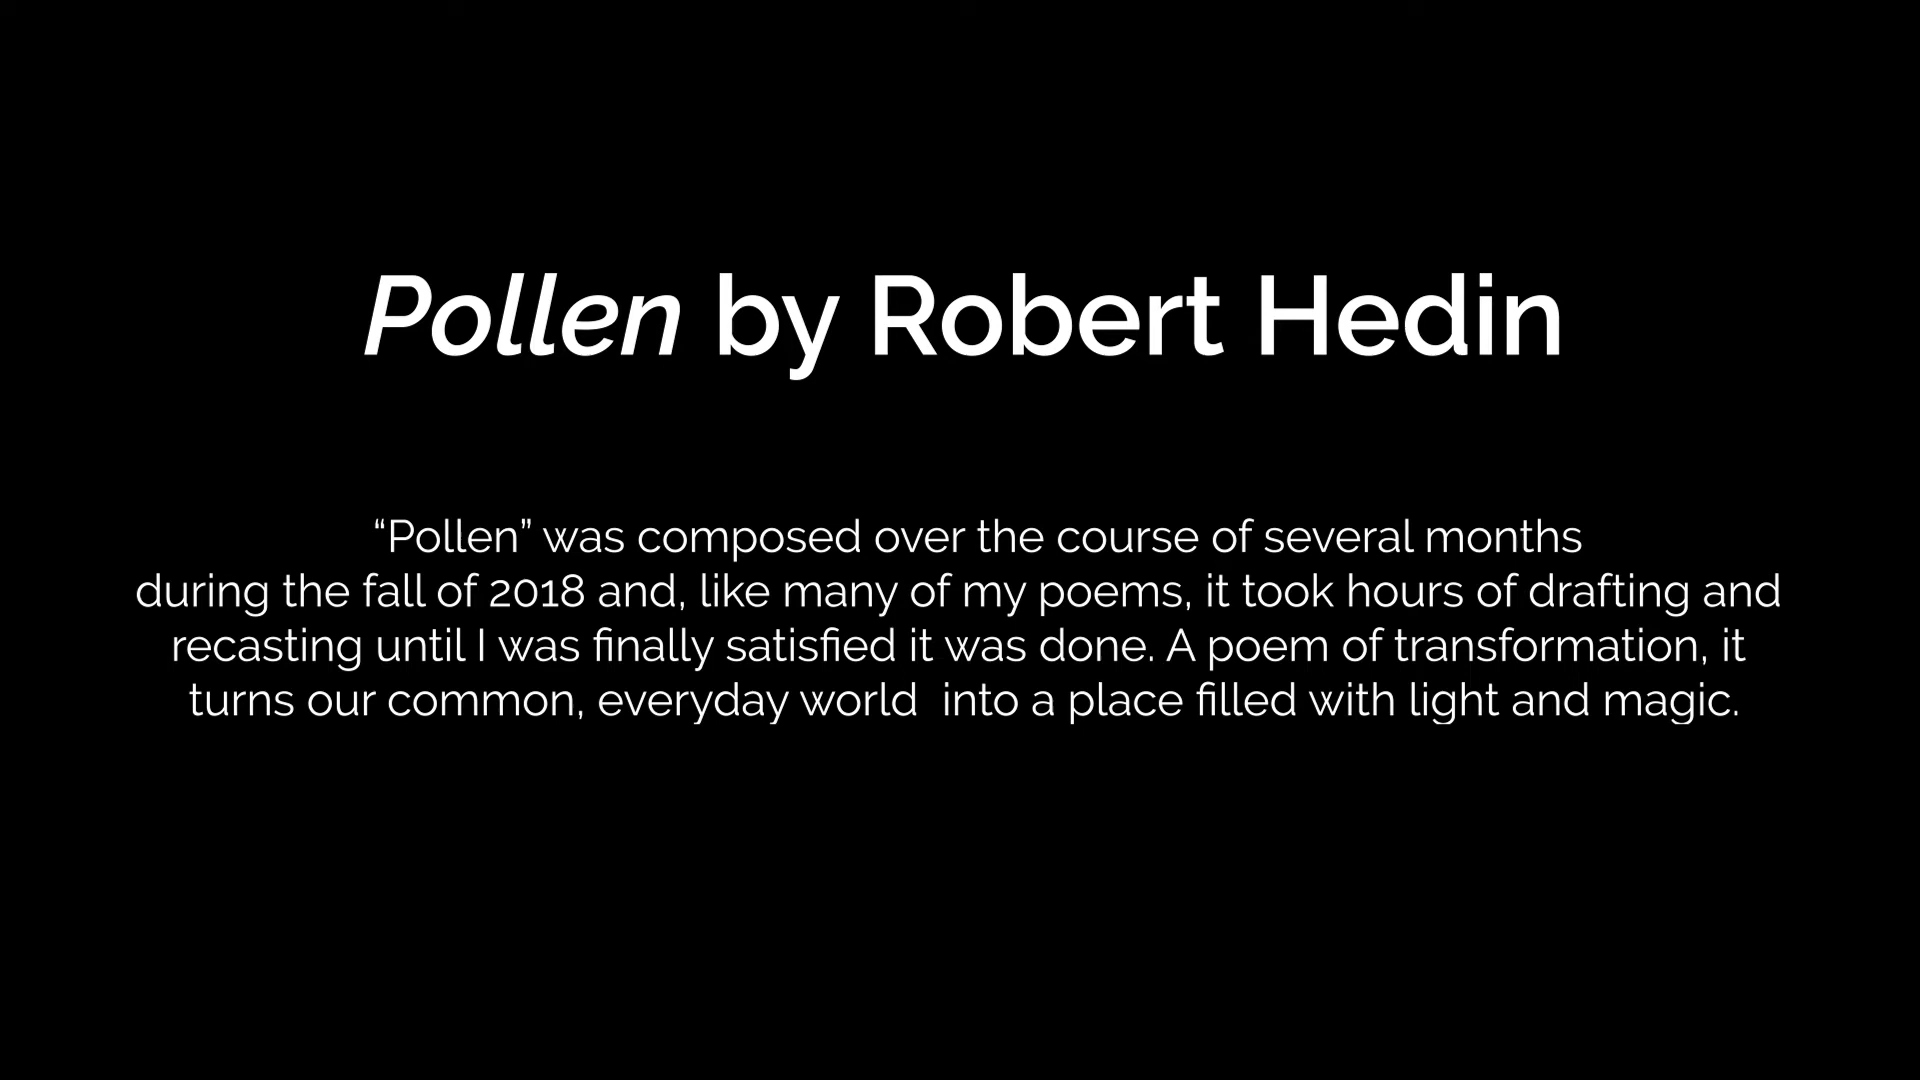 Pollen by Robert Hedin
“Pollen” was composed over the course of several months
during the fall of 2018 and, like many of my poems, it took hours of drafting and
recasting until I was finally satisfied it was done. A poem of transformation, it
turns our common, everyday world  into a place filled with light and magic.